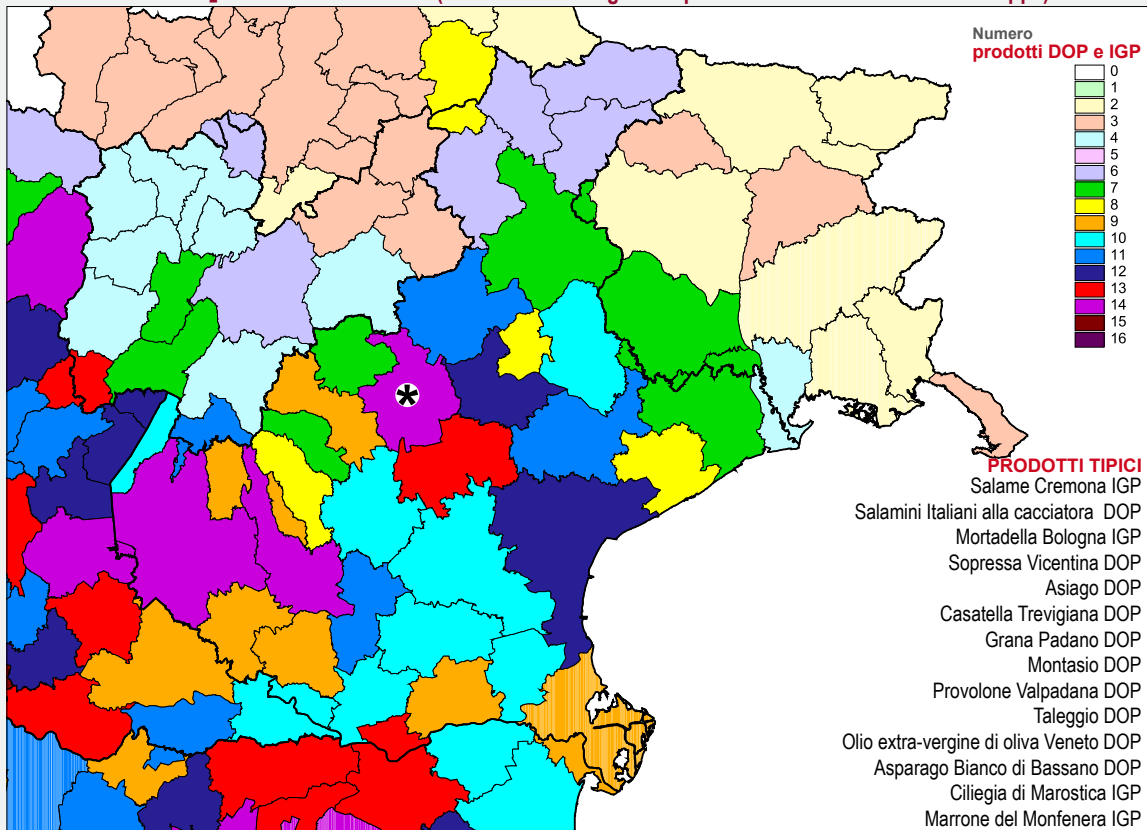 Numero
prodotti DOP e IGP
0
1
2
3
4
5
6
7
8
9
10
11
12
13
14
15
16
*
PRODOTTI TIPICI
Salame Cremona IGP
Salamini Italiani alla cacciatora DOP
Mortadella Bologna IGP
Sopressa Vicentina DOP
Asiago DOP
Casatella Trevigiana DOP
Grana Padano DOP
Montasio DOP
Provolone Valpadana DOP
Taleggio DOP
Olio extra-vergine di oliva Veneto DOP
Asparago Bianco di Bassano DOP
Ciliegia di Marostica IGP
Marrone del Monfenera IGP